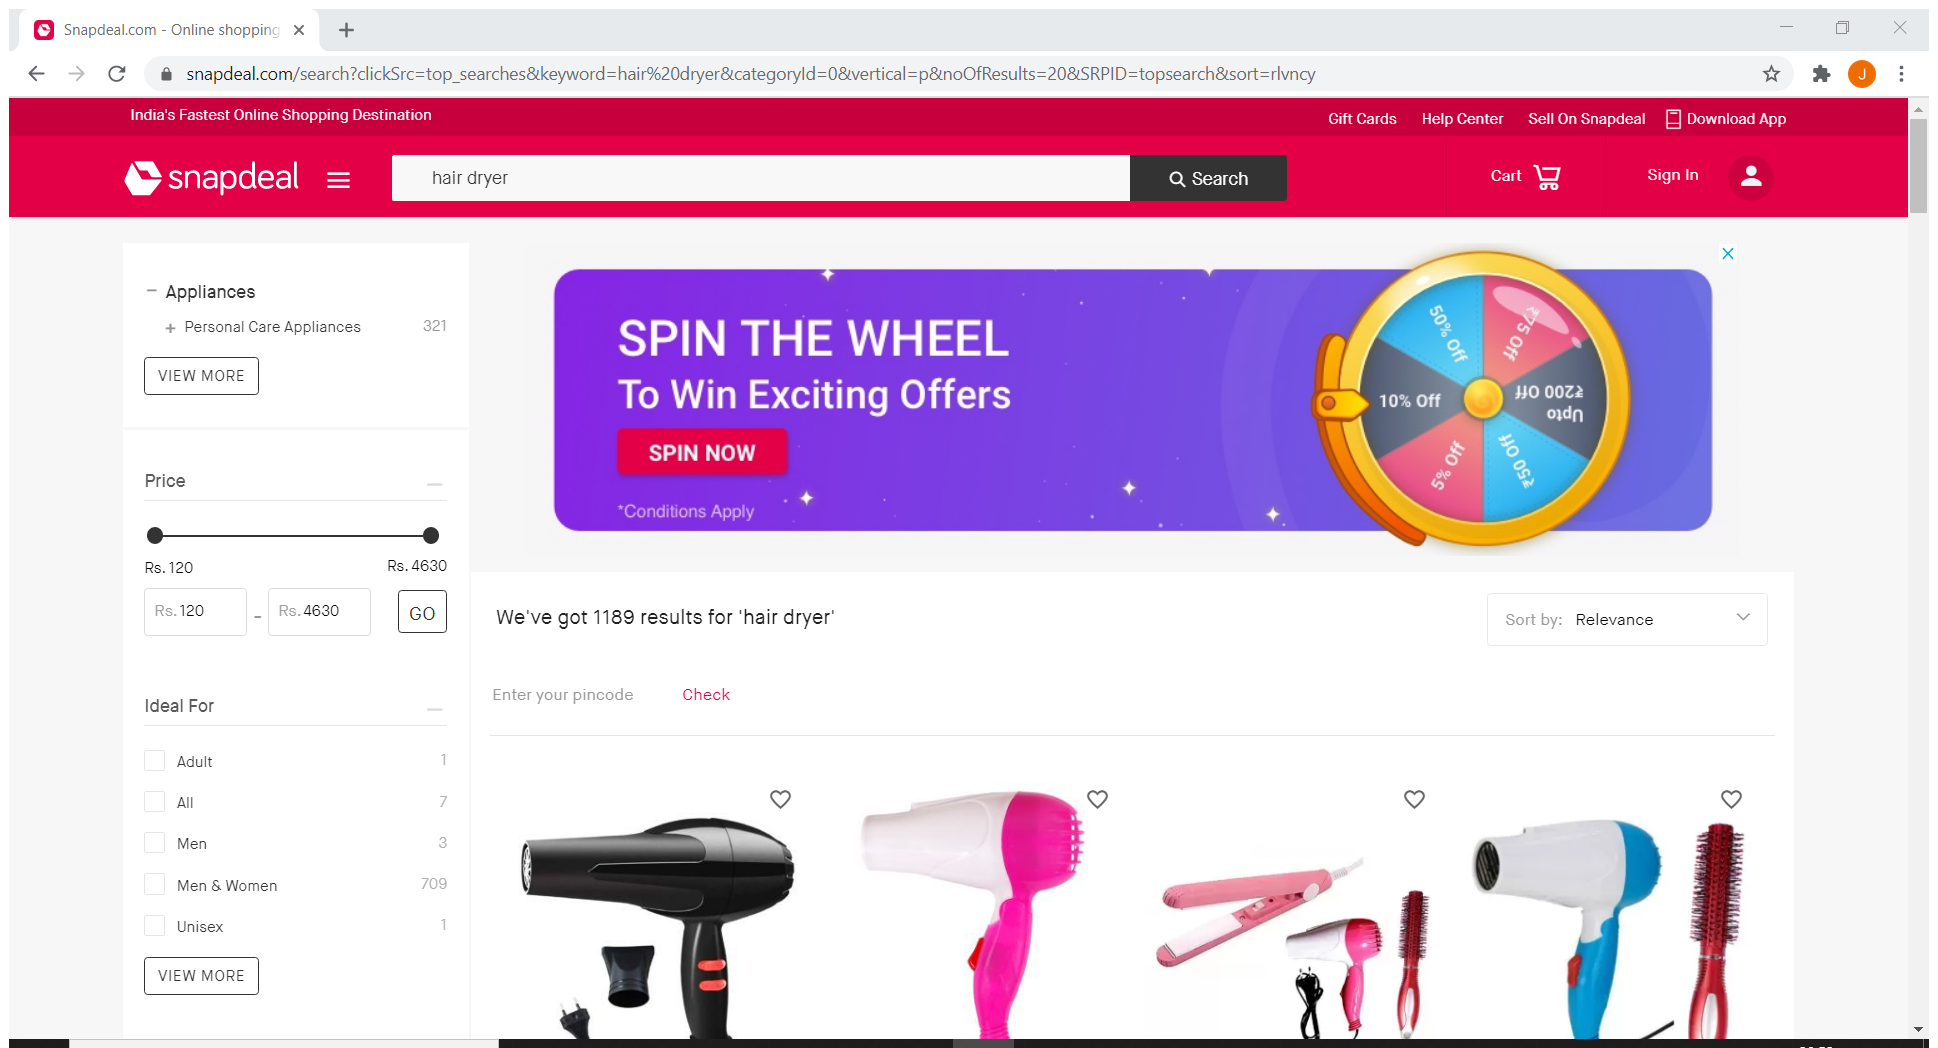 Snapdeal.com - Online shopping
snapdeal.com/search?clickSrc=top_searches&keyword=hair%20dryer&categoryId=0&vertical=p&noOfResults=20&SRPID=topsearch&sort=rlvncy
J
India's Fastest Online Shopping Destination
Gift Cards
Help Center
Sell On Snapdeal
Download App
snapdeal
hair dryer
Search
Cart
Sign In
Appliances
Personal Care Appliances 321
VIEW MORE
Price
Rs. 120
Rs. 4630
Rs. 120 - Rs. 4630
GO
Ideal For
Adult 1
All 7
Men 3
Men & Women 709
Unisex 1
VIEW MORE
SPIN THE WHEEL
To Win Exciting Offers
SPIN NOW
*Conditions Apply
50% Off
₹75 Off
10% Off
Upto
₹200 Off
5% Off
₹50 Off
We've got 1189 results for 'hair dryer'
Sort by: Relevance
Enter your pincode
Check